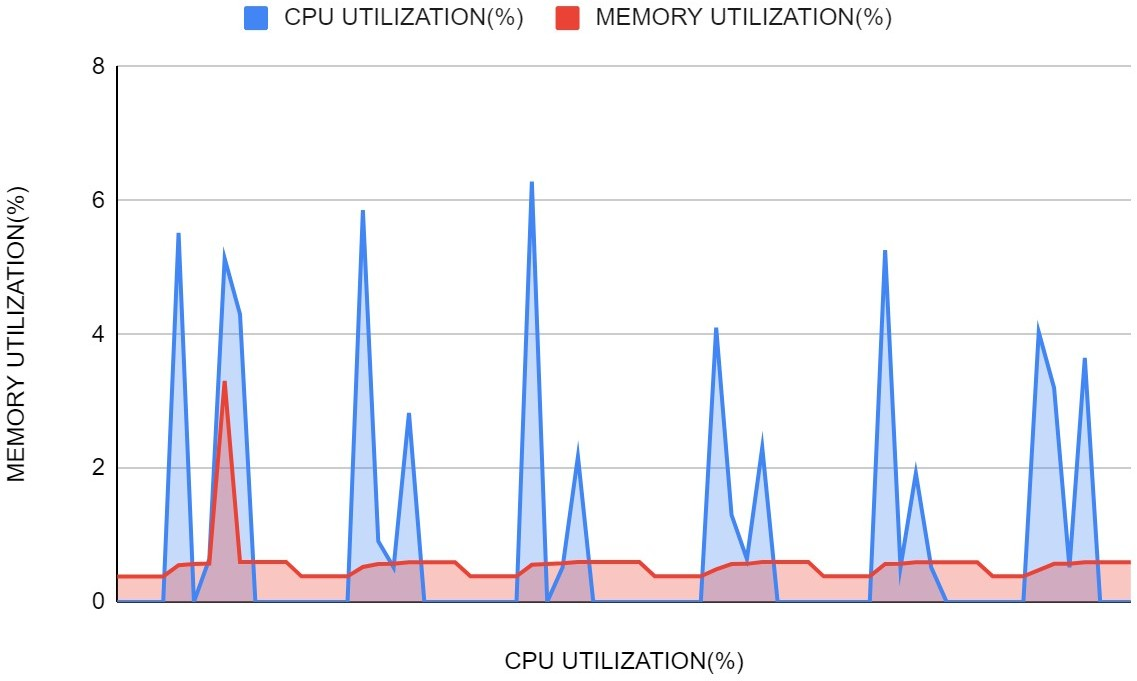 CPU UTILIZATION(%) MEMORY UTILIZATION(%)
8
6
4
2
0
MEMORY UTILIZATION(%)
CPU UTILIZATION(%)